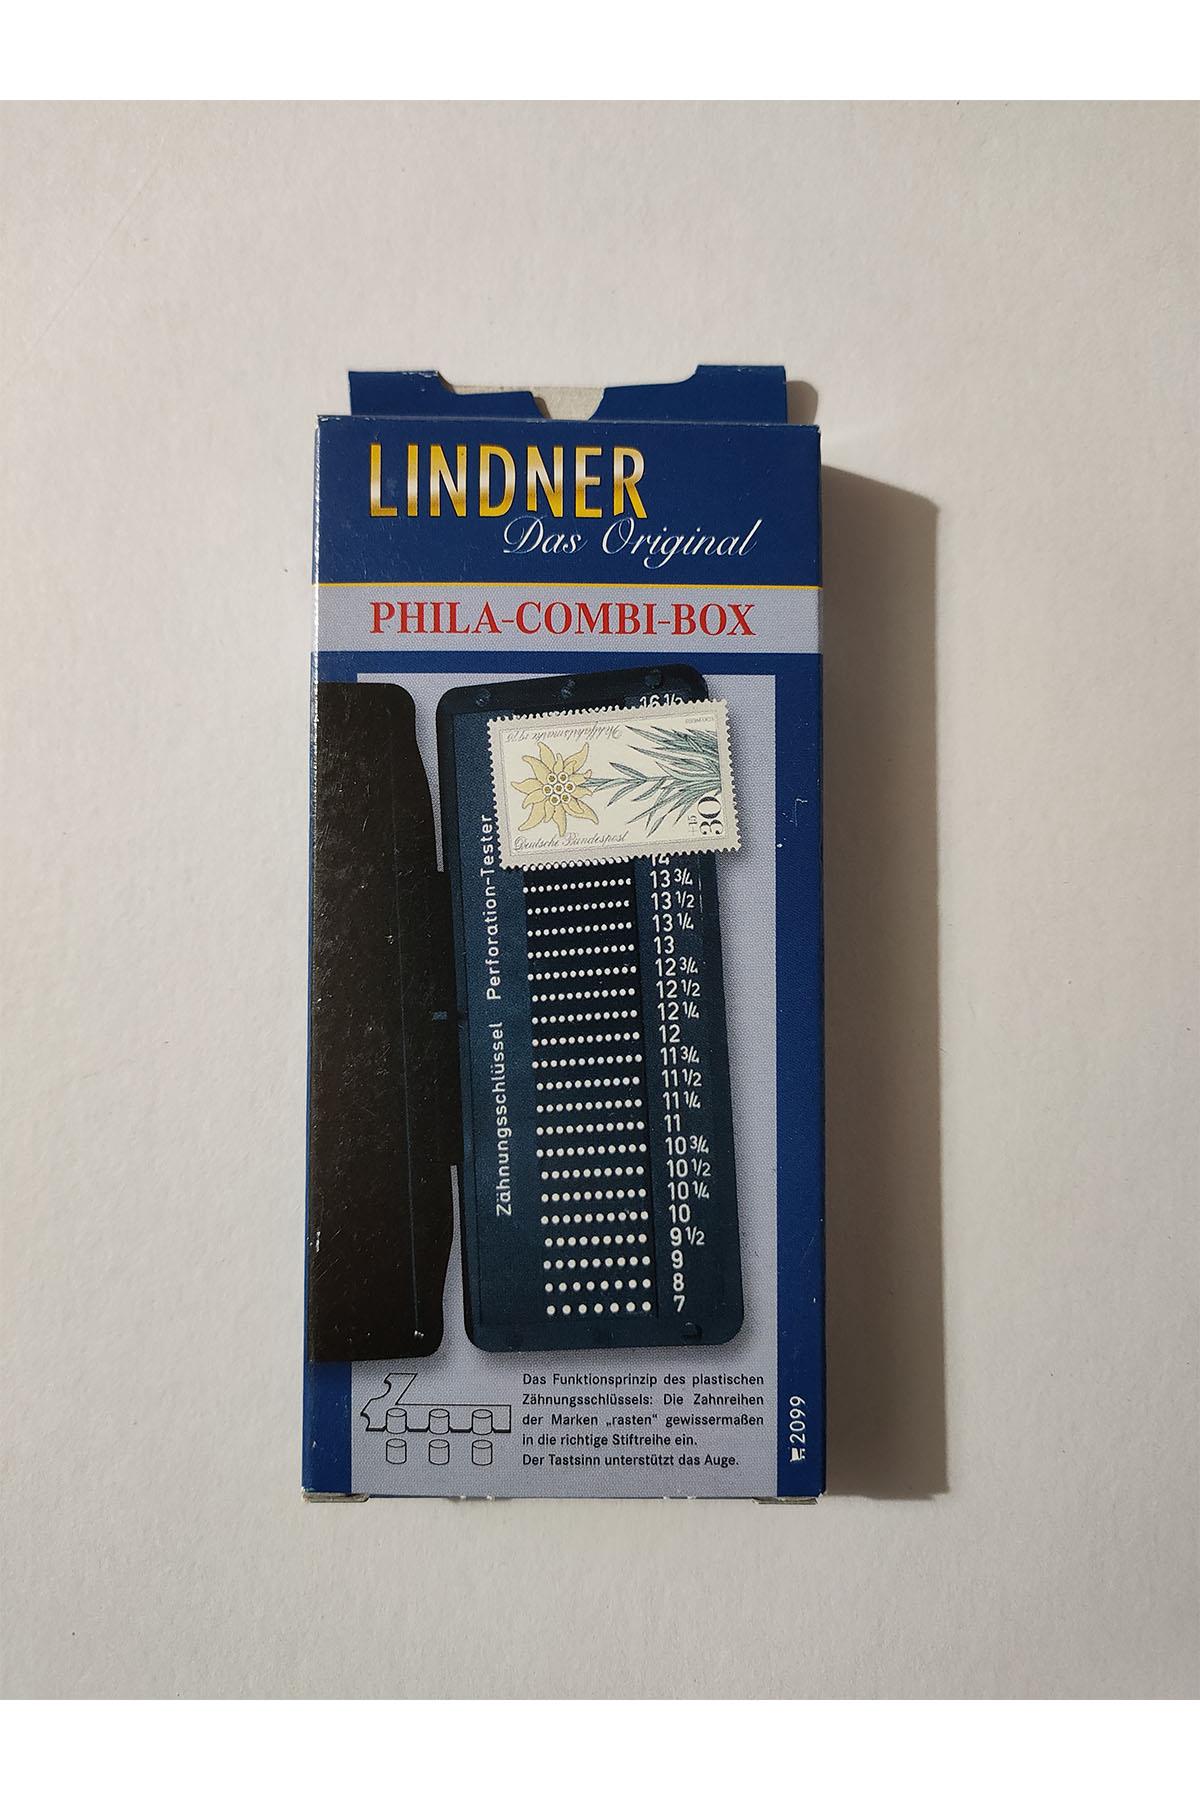 LINDNER
Das Original
PHILA-COMBI-BOX
16 1/2
Wohlfahrtsmarke 1975
EDELWEISS
Deutsche Bundespost
30
+15
Zähnungsschlüssel Perforation-Tester
14
13 3/4
13 1/2
13 1/4
13
12 3/4
12 1/2
12 1/4
12
11 3/4
11 1/2
11 1/4
11
10 3/4
10 1/2
10 1/4
10
9 1/2
9
8
7
Das Funktionsprinzip des plastischen
Zähnungsschlüssels: Die Zahnreihen
der Marken „rasten“ gewissermaßen
in die richtige Stiftreihe ein.
Der Tastsinn unterstützt das Auge.
2099